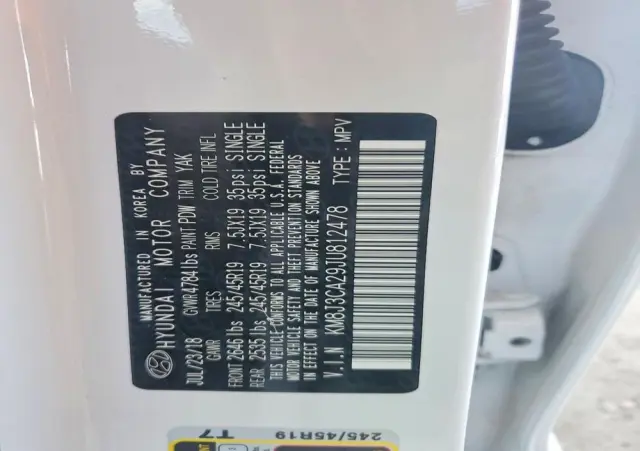 MANUFACTURED IN KOREA BY
HYUNDAI MOTOR COMPANY
JUL/23/18 GVWR 4784 lbs PAINT PDW TRIM YAK
GAWR TIRES RIMS COLD TIRE INFL
FRONT 2646 lbs 245/45R19 7.5JX19 35psi SINGLE
REAR 2535 lbs 245/45R19 7.5JX19 35psi SINGLE
THIS VEHICLE CONFORMS TO ALL APPLICABLE U.S.A. FEDERAL
MOTOR VEHICLE SAFETY, BUMPER, AND THEFT PREVENTION STANDARDS
IN EFFECT ON THE DATE OF MANUFACTURE SHOWN ABOVE
V.I.N KM8J3CA29JU812478 TYPE : MPV
T7
245/45R19